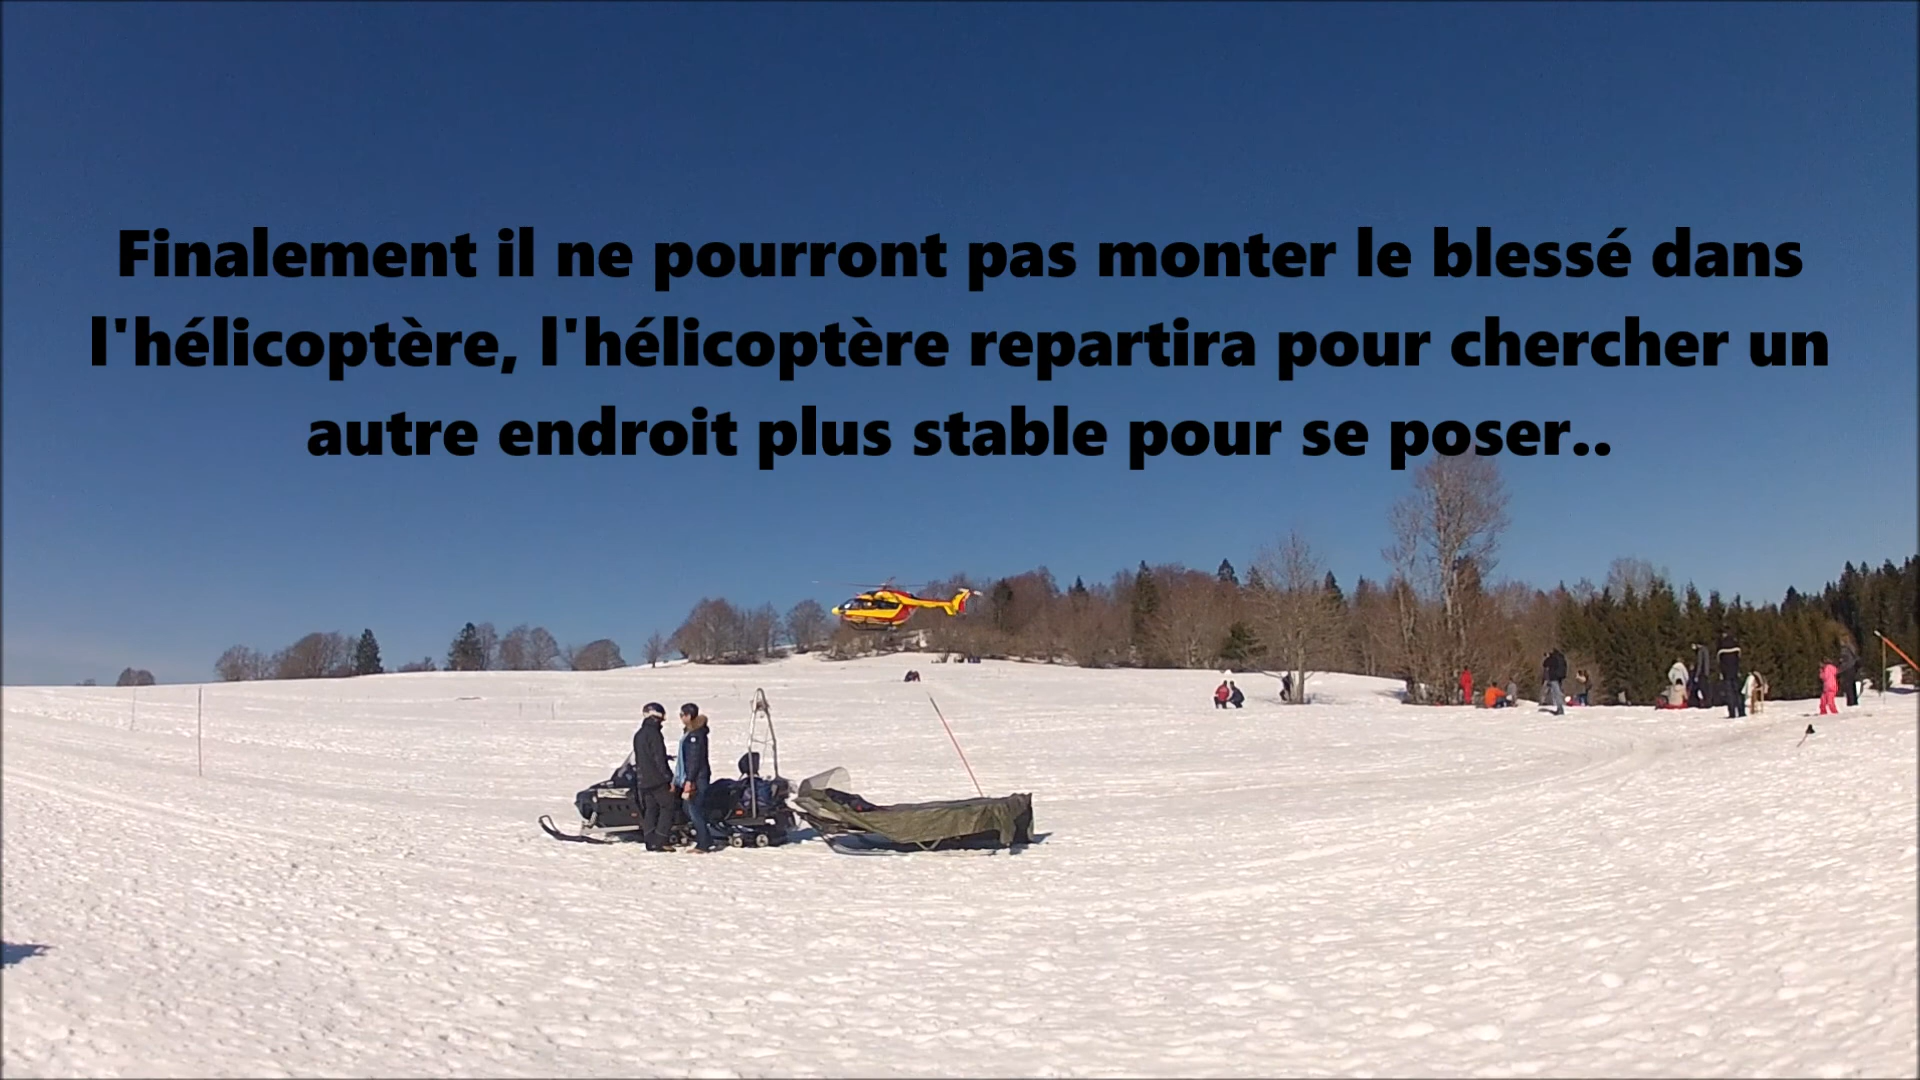 Finalement il ne pourront pas monter le blessé dans
l'hélicoptère, l'hélicoptère repartira pour chercher un
autre endroit plus stable pour se poser..